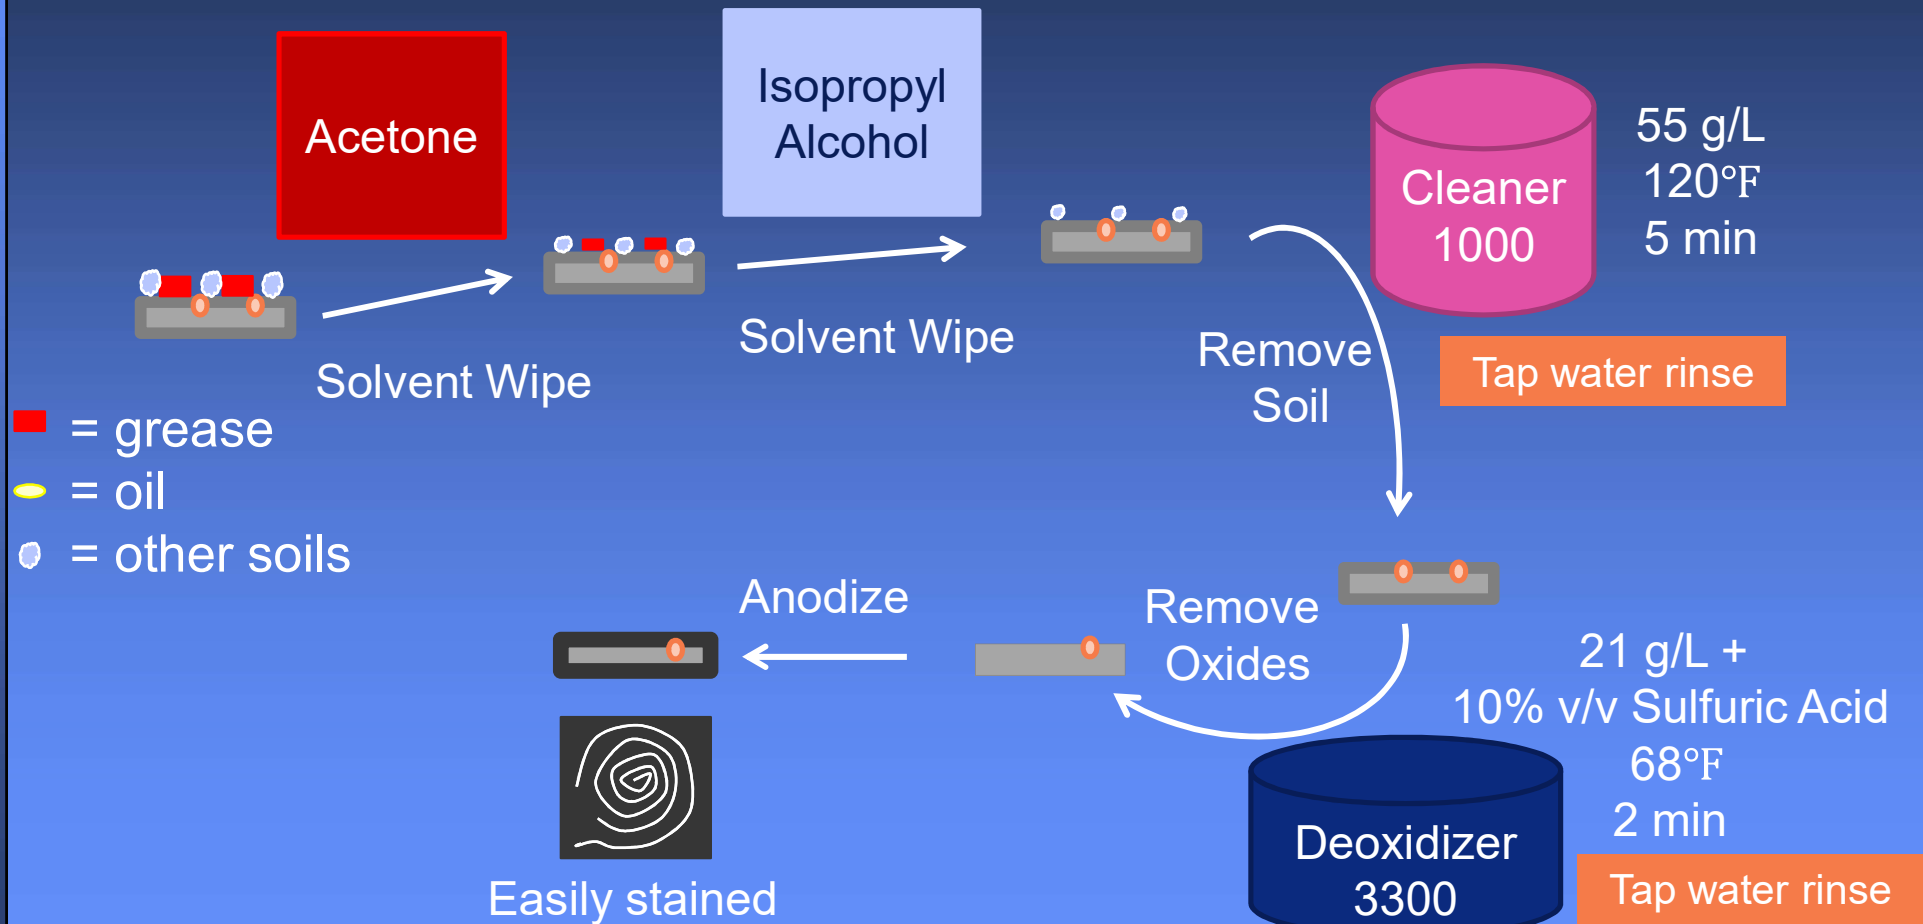 Acetone
Isopropyl
Alcohol
Cleaner
1000
55 g/L
120°F
5 min
Solvent Wipe
Solvent Wipe
Remove
Soil
Tap water rinse
= grease
= oil
= other soils
Anodize
Remove
Oxides
21 g/L +
10% v/v Sulfuric Acid
68°F
2 min
Deoxidizer
3300
Tap water rinse
Easily stained